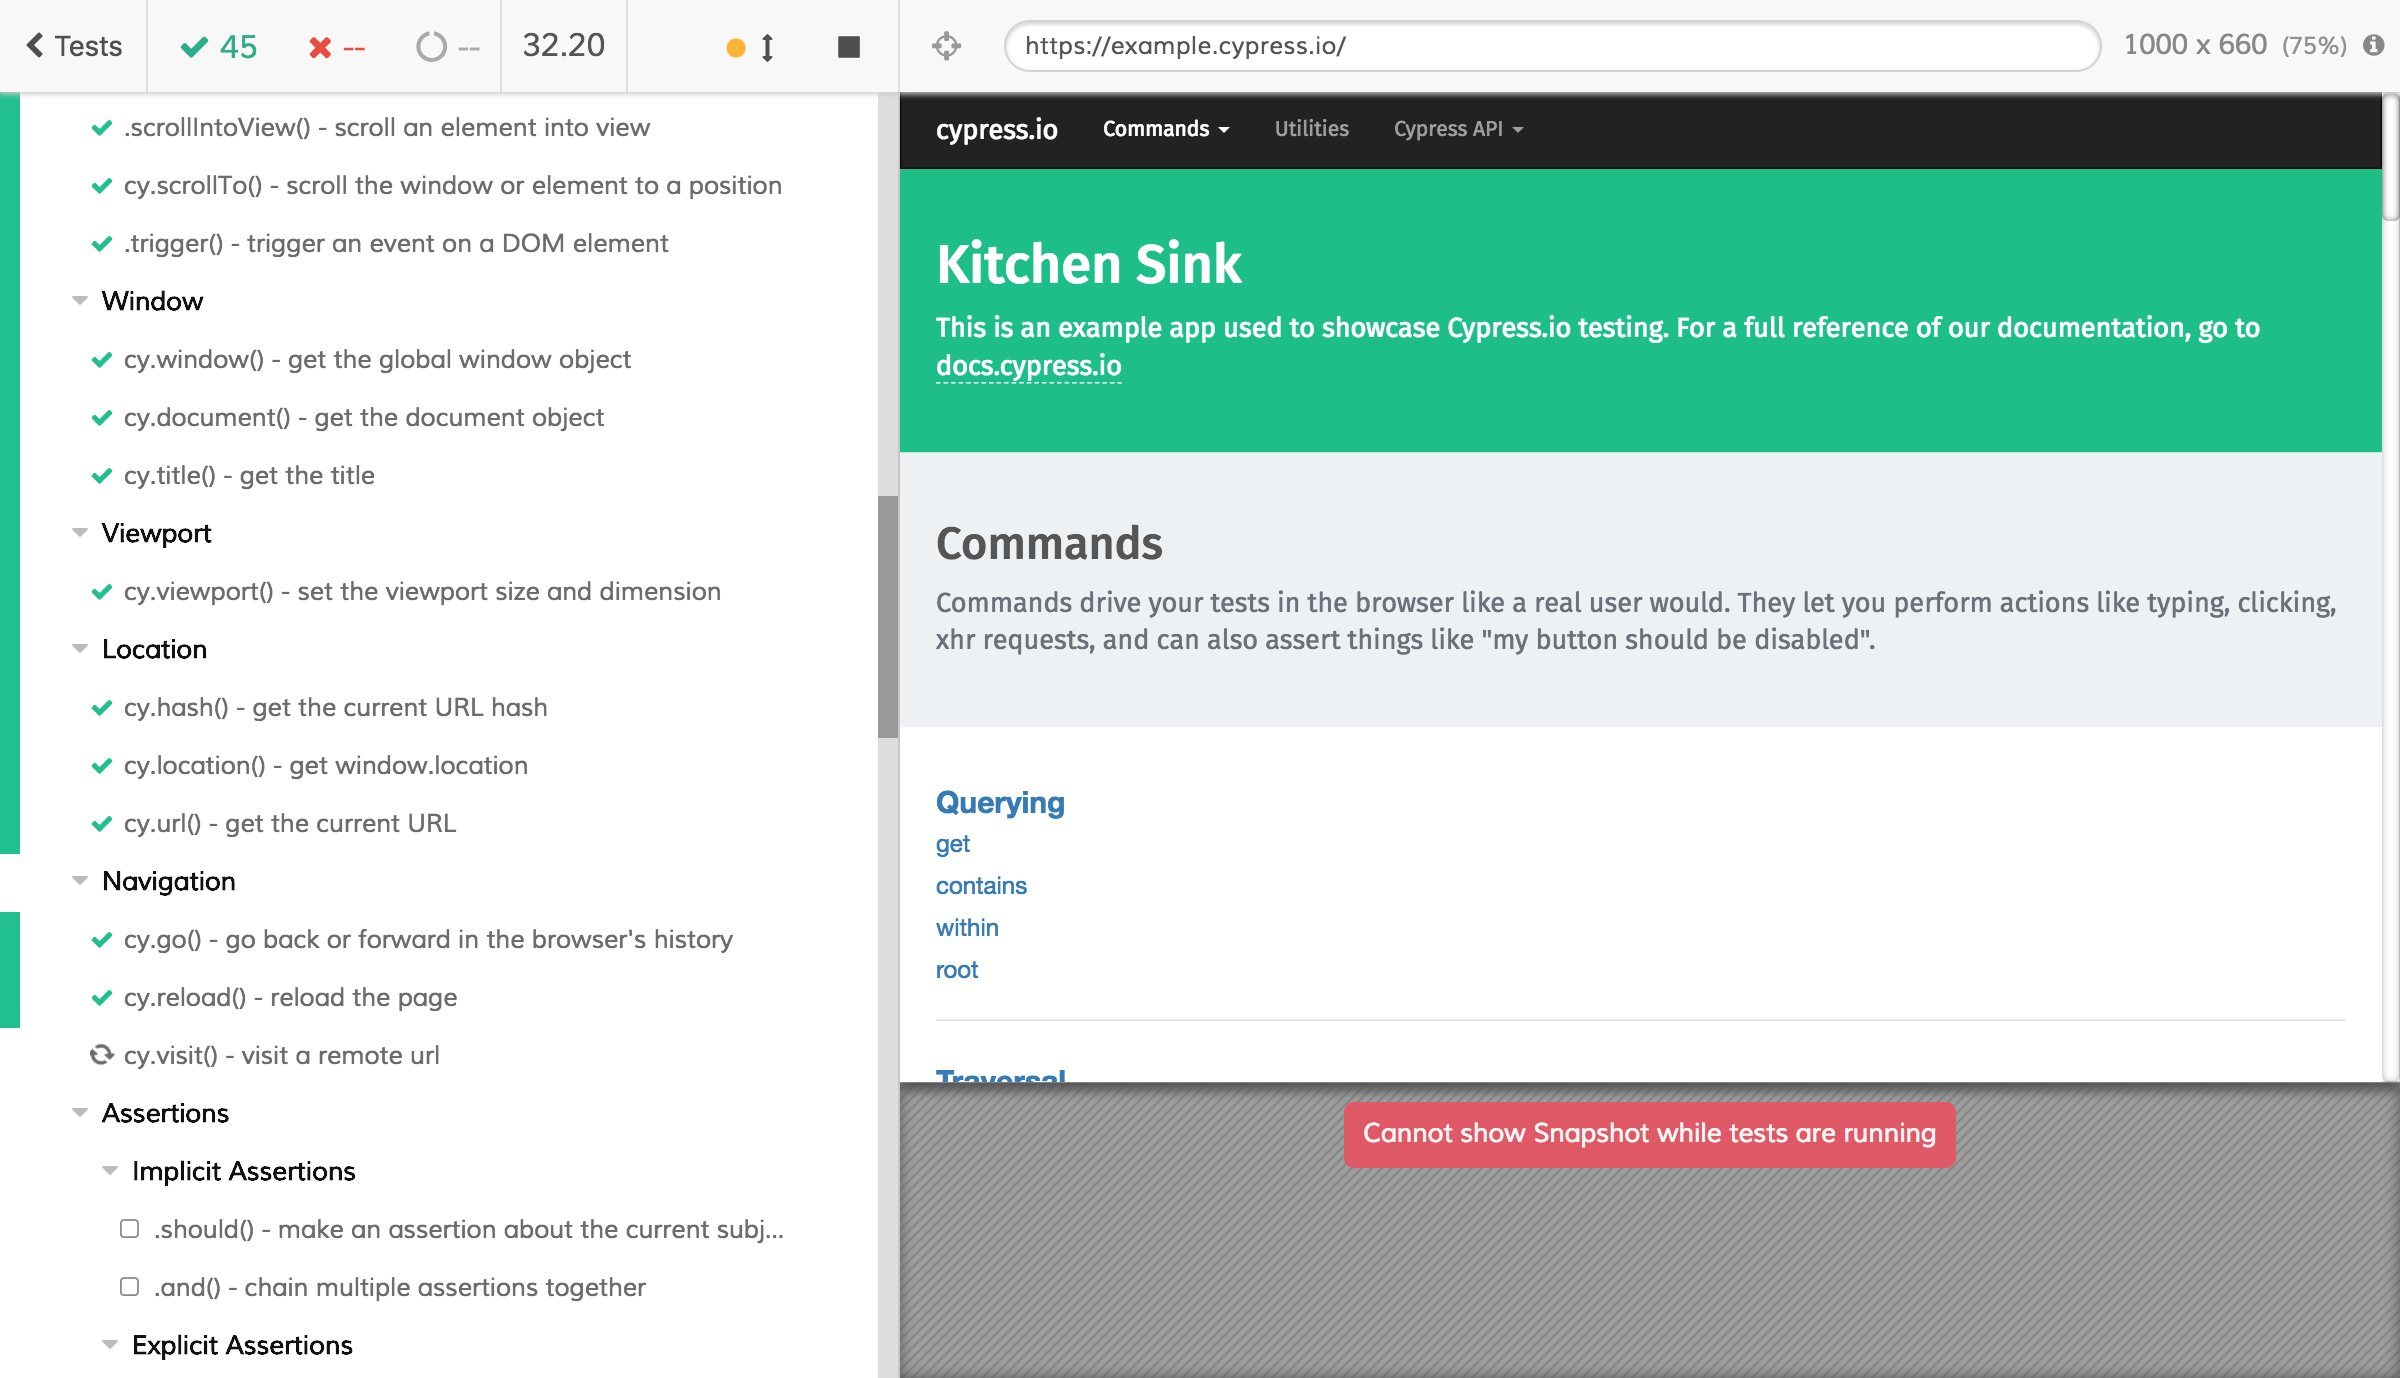 Tests
45
--
--
32.20
https://example.cypress.io/
1000 x 660 (75%)
.scrollIntoView() - scroll an element into view
cy.scrollTo() - scroll the window or element to a position
.trigger() - trigger an event on a DOM element
Window
cy.window() - get the global window object
cy.document() - get the document object
cy.title() - get the title
Viewport
cy.viewport() - set the viewport size and dimension
Location
cy.hash() - get the current URL hash
cy.location() - get window.location
cy.url() - get the current URL
Navigation
cy.go() - go back or forward in the browser's history
cy.reload() - reload the page
cy.visit() - visit a remote url
Assertions
Implicit Assertions
.should() - make an assertion about the current subj...
.and() - chain multiple assertions together
Explicit Assertions
cypress.io
Commands
Utilities
Cypress API
Kitchen Sink
This is an example app used to showcase Cypress.io testing. For a full reference of our documentation, go to
docs.cypress.io
Commands
Commands drive your tests in the browser like a real user would. They let you perform actions like typing, clicking,
xhr requests, and can also assert things like "my button should be disabled".
Querying
get
contains
within
root
Traversal
Cannot show Snapshot while tests are running